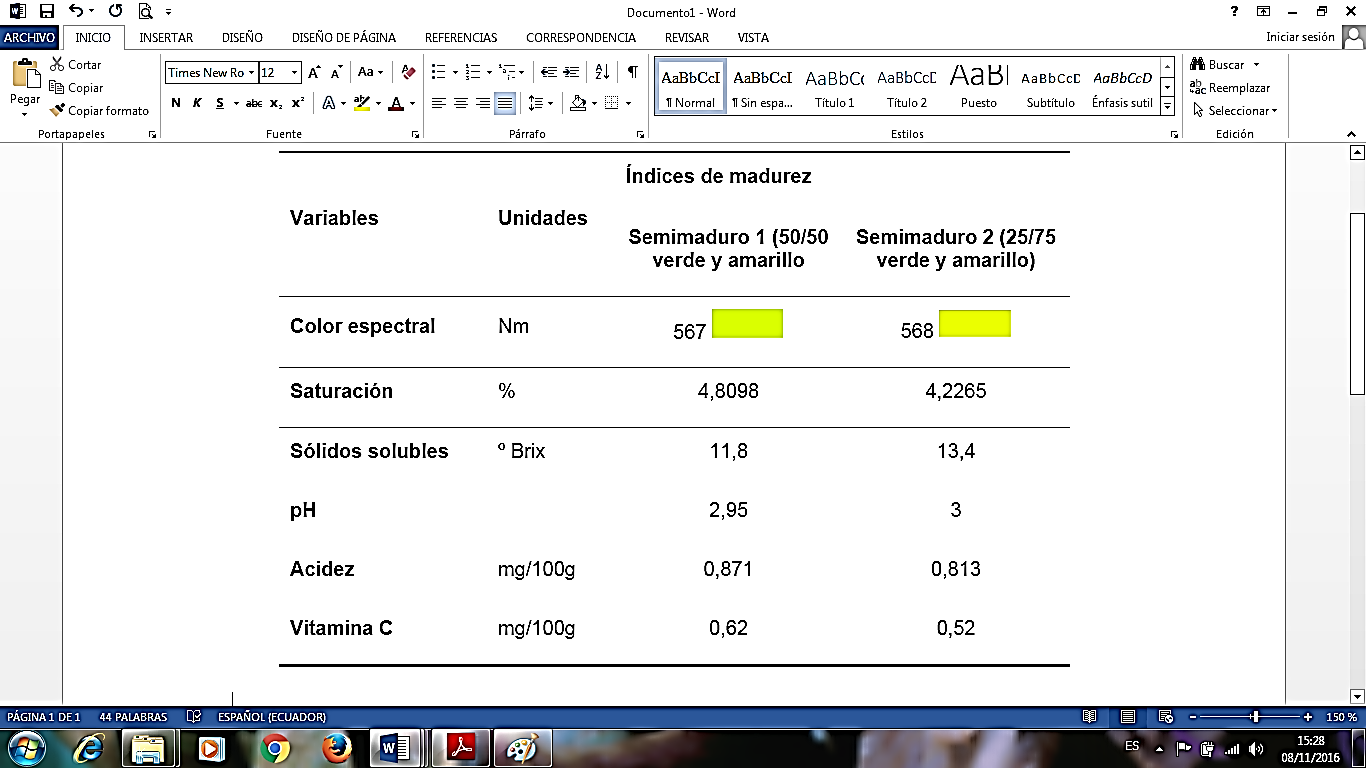 Documento1 - Word
?
ARCHIVO INICIO INSERTAR DISEÑO DISEÑO DE PÁGINA REFERENCIAS CORRESPONDENCIA REVISAR VISTA Iniciar sesión
Pegar
Cortar
Copiar
Copiar formato
Portapapeles
Times New Ro 12 A A Aa
N K S abc x₂ x² A ab A
Fuente
Párrafo
AaBbCcI AaBbCcI AaBbCc AaBbCcD AaB AaBbCcD AaBbCcD
¶ Normal ¶ Sin espa... Título 1 Título 2 Puesto Subtítulo Énfasis sutil
Estilos
Buscar
Reemplazar
Seleccionar
Edición
Índices de madurez
Variables Unidades
Semimaduro 1 (50/50 Semimaduro 2 (25/75
verde y amarillo verde y amarillo)
Color espectral Nm 567 568
Saturación % 4,8098 4,2265
Sólidos solubles º Brix 11,8 13,4
pH 2,95 3
Acidez mg/100g 0,871 0,813
Vitamina C mg/100g 0,62 0,52
PÁGINA 1 DE 1 44 PALABRAS ESPAÑOL (ECUADOR) 150 %
ES 15:28
08/11/2016